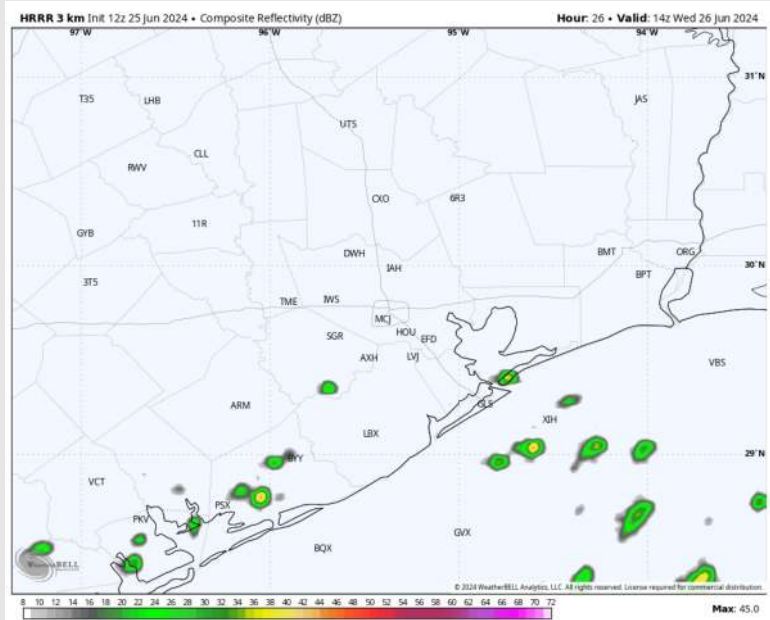 HRRR 3 km Init 12z 25 Jun 2024 • Composite Reflectivity (dBZ) Hour: 26 • Valid: 14z Wed 26 Jun 2024
97°W 96°W 95°W 94°W
31°N
T35 LHB JAS
UTS
CLL
RWV
CXO 6R3
11R
GYB
DWH BMT ORG
IAH 30°N
3T5 BPT
TME IWS
MCJ
SGR HOU EFD
AXH LVJ VBS
ARM GLS
XIH
LBX
29°N
BYY
VCT
PSX
PKV
GVX
BQX
WeatherBELL
© 2024 WeatherBELL Analytics, LLC. All rights reserved. License required for commercial distribution.
8 10 12 14 16 18 20 22 24 26 28 30 32 34 36 38 40 42 44 46 48 50 52 54 56 58 60 62 64 66 68 70 72 Max: 45.0